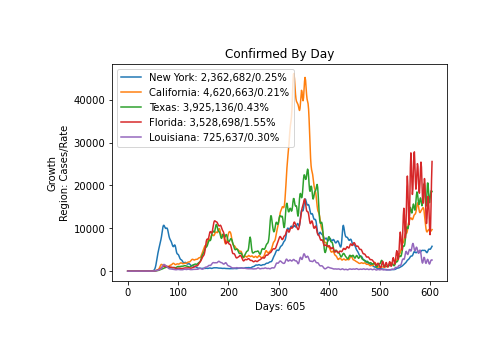 Confirmed By Day
New York: 2,362,682/0.25%
California: 4,620,663/0.21%
Texas: 3,925,136/0.43%
Florida: 3,528,698/1.55%
Louisiana: 725,637/0.30%
Growth
Region: Cases/Rate
40000
30000
20000
10000
0
0 100 200 300 400 500 600
Days: 605